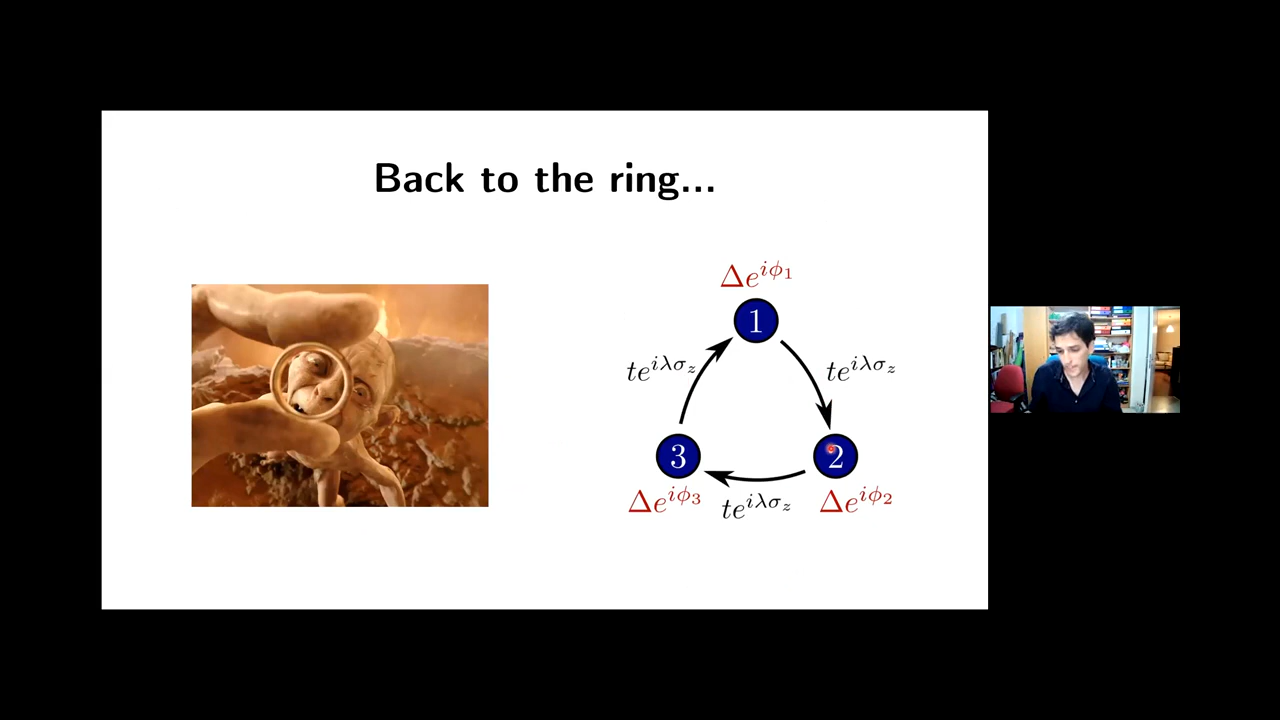 Back to the ring...
Δe^{iϕ_1}
1
te^{iλσ_z}
te^{iλσ_z}
3
2
Δe^{iϕ_3}
te^{iλσ_z}
Δe^{iϕ_2}